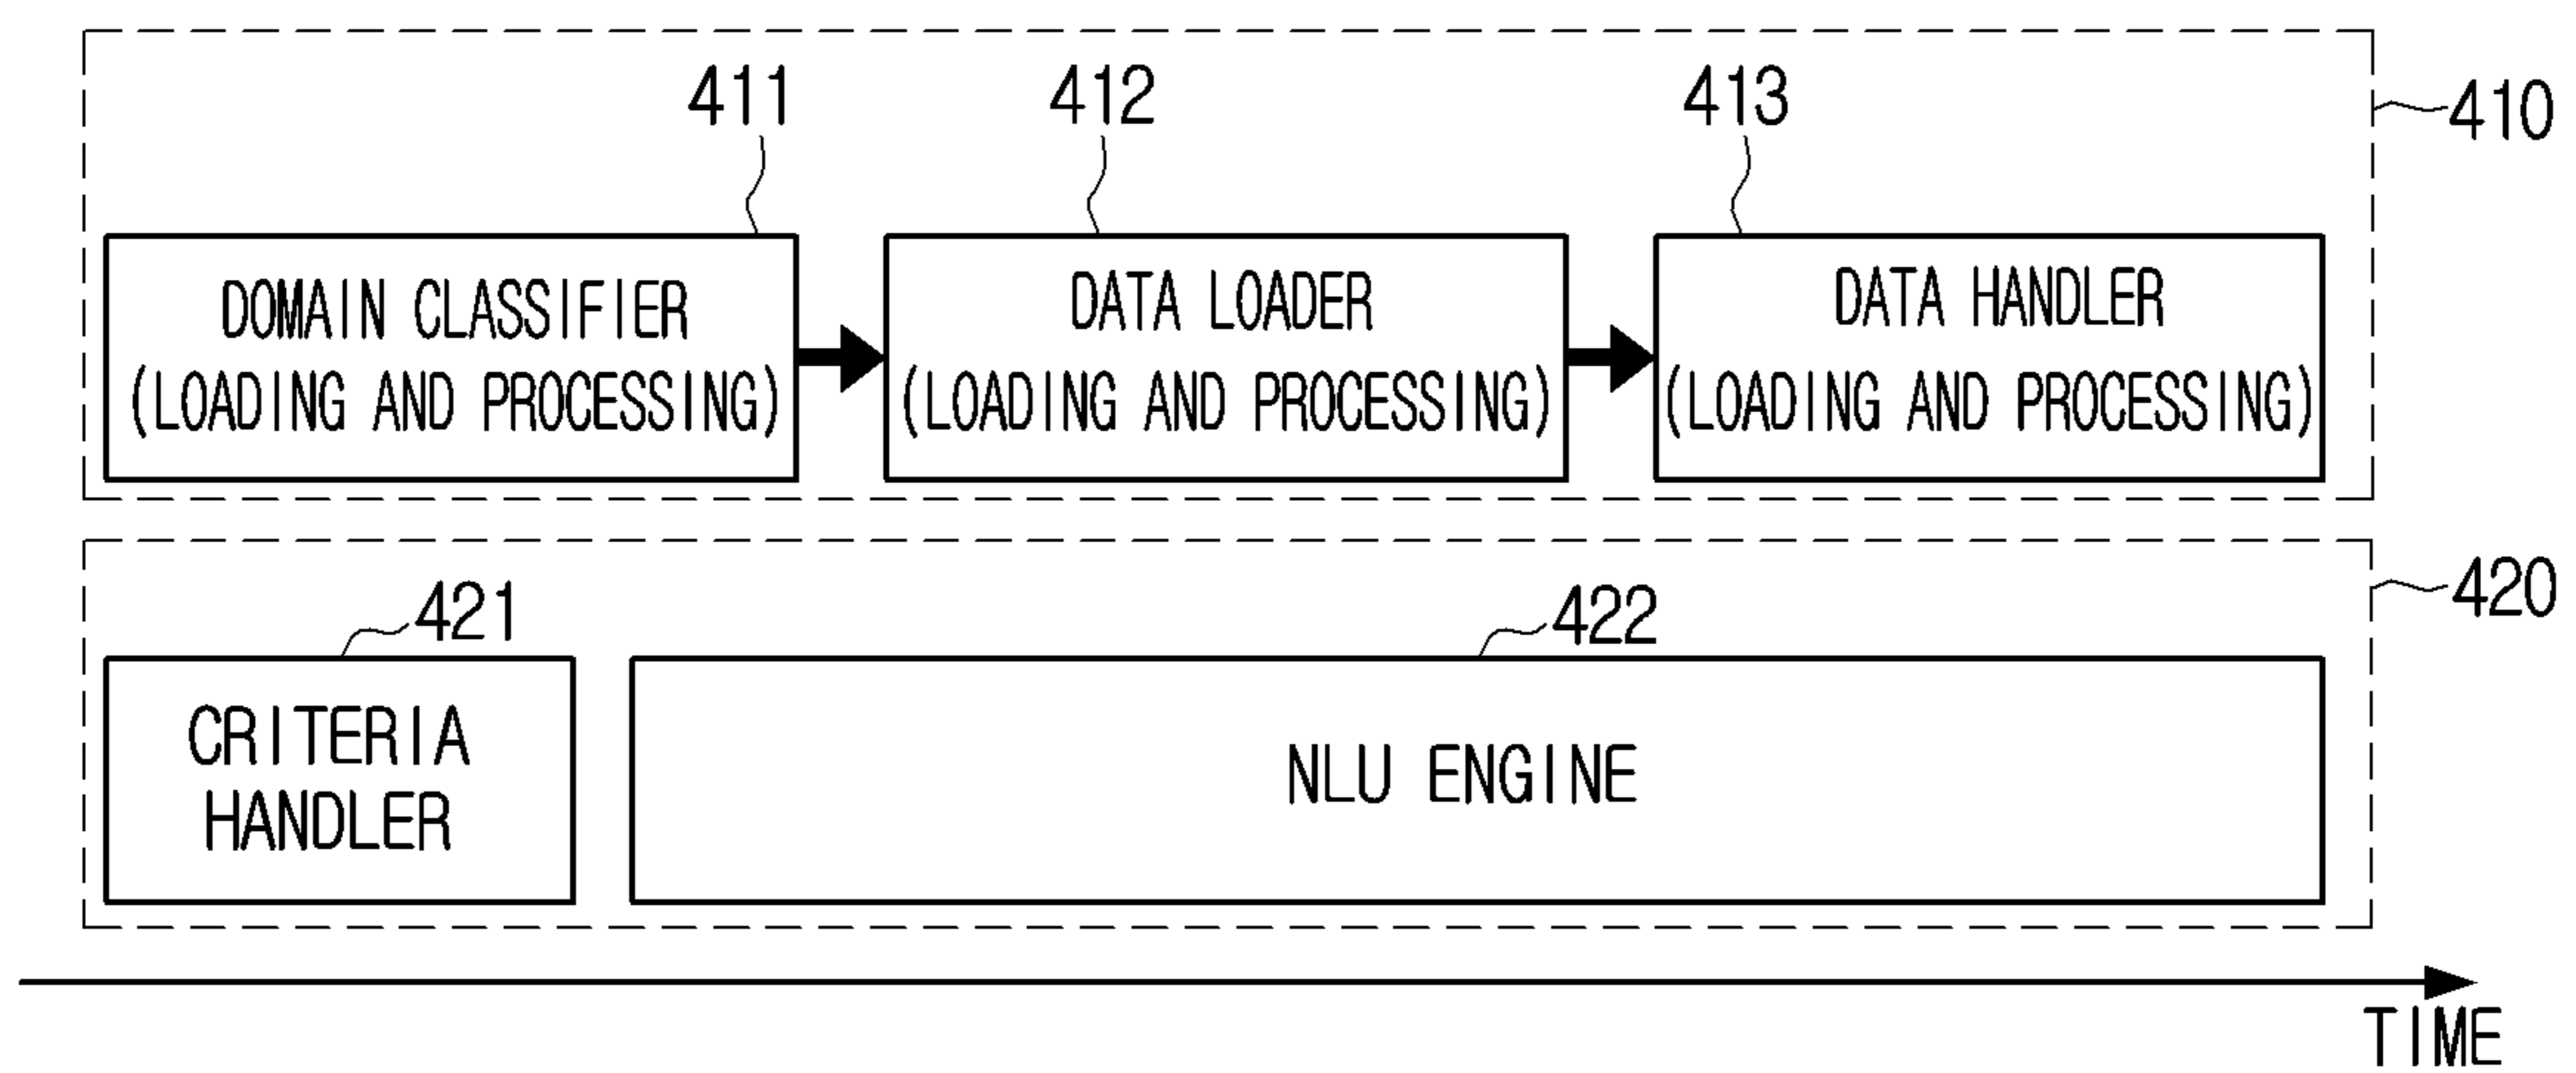 411
412
413
410
DOMAIN CLASSIFIER
(LOADING AND PROCESSING)
DATA LOADER
(LOADING AND PROCESSING)
DATA HANDLER
(LOADING AND PROCESSING)
420
421
422
CRITERIA
HANDLER
NLU ENGINE
TIME